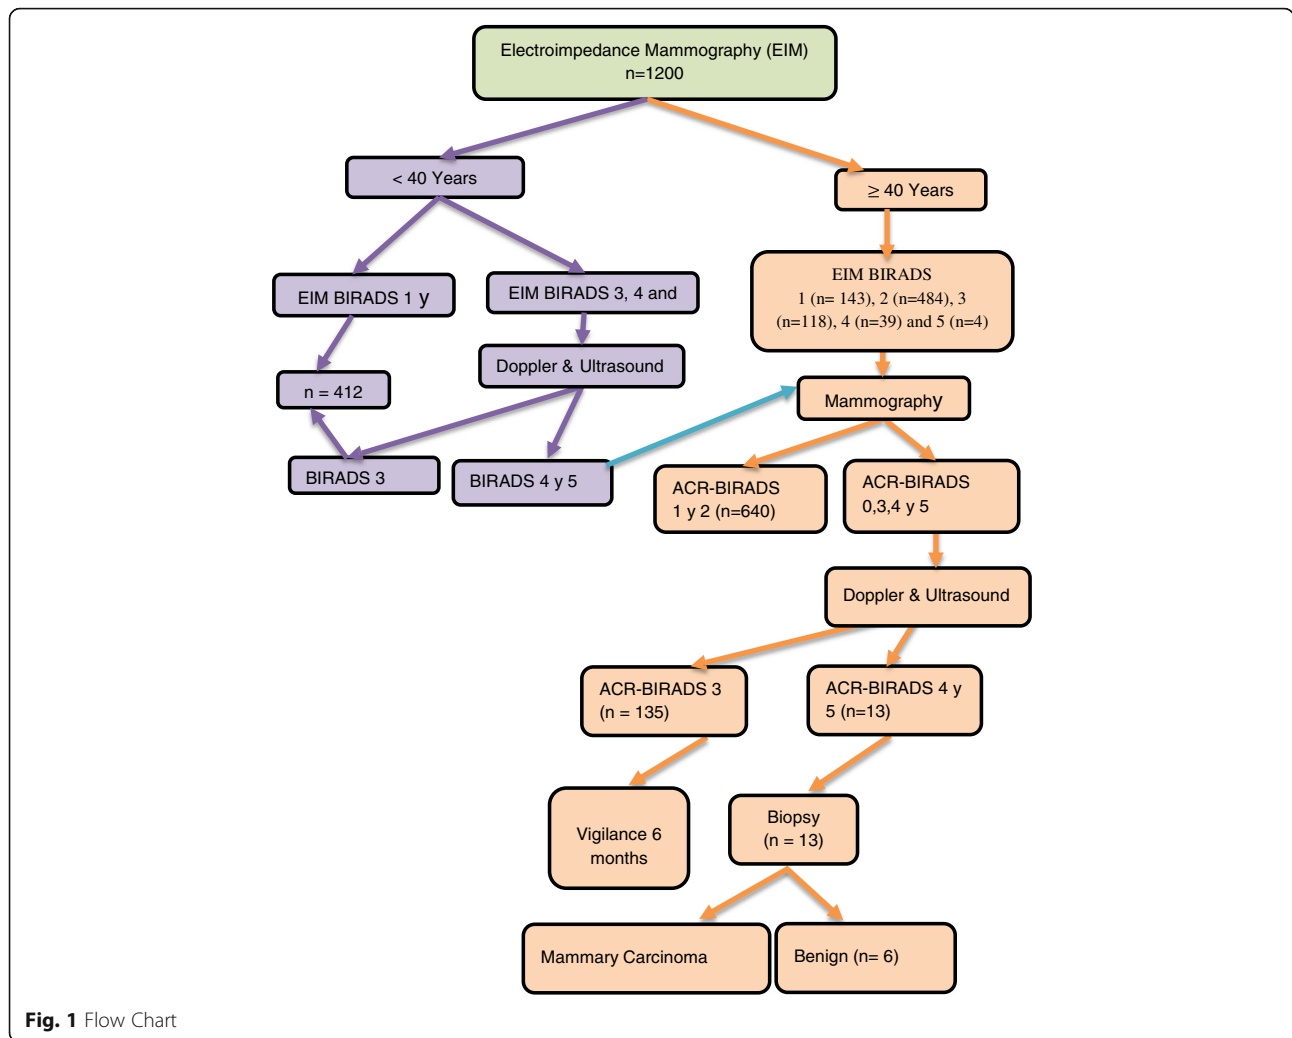 Electroimpedance Mammography (EIM)
n=1200
< 40 Years
≥ 40 Years
EIM BIRADS 1 y
EIM BIRADS 3, 4 and
EIM BIRADS
1 (n= 143), 2 (n=484), 3
(n=118), 4 (n=39) and 5 (n=4)
n = 412
Doppler & Ultrasound
Mammography
BIRADS 3
BIRADS 4 y 5
ACR-BIRADS
1 y 2 (n=640)
ACR-BIRADS
0,3,4 y 5
Doppler & Ultrasound
ACR-BIRADS 3
(n = 135)
ACR-BIRADS 4 y
5 (n=13)
Vigilance 6
months
Biopsy
(n = 13)
Mammary Carcinoma
Benign (n= 6)
Fig. 1 Flow Chart